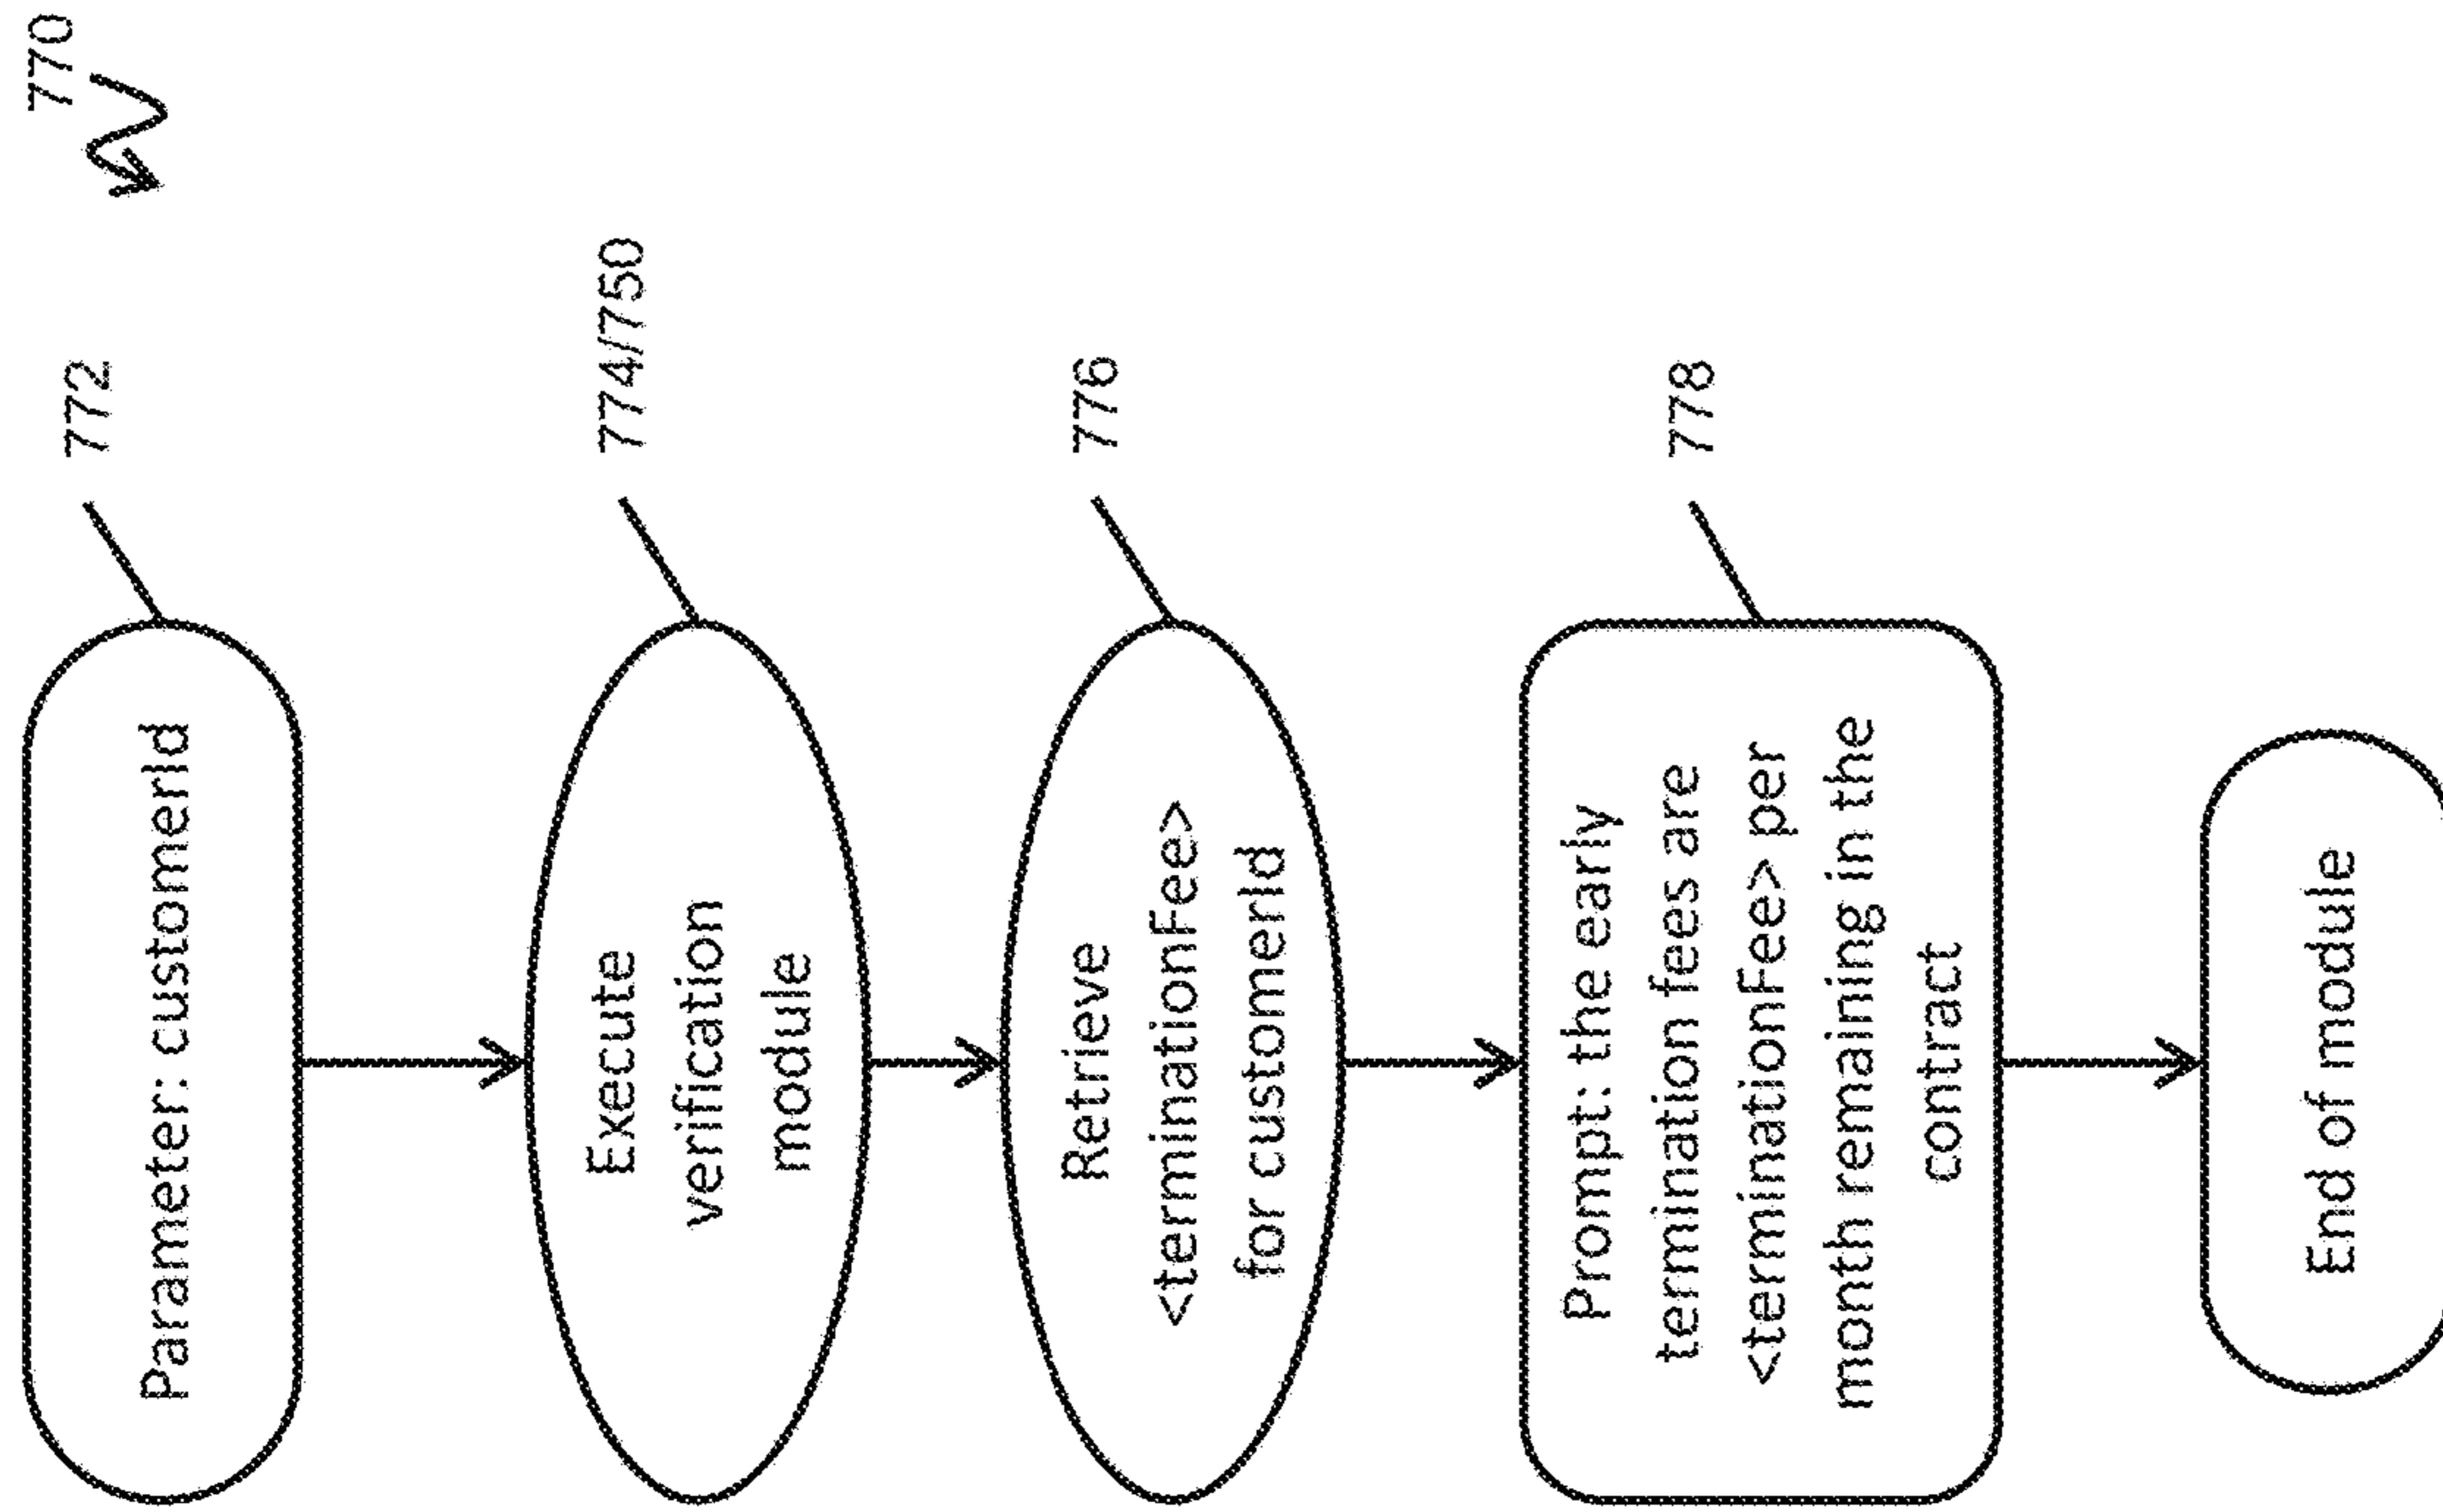 770
Parameter: customerId
772
Execute
verification
module
774/750
Retrieve
<terminationFee>
for customerId
776
Prompt: the early
termination fees are
<terminationFee> per
month remaining in the
contract
778
End of module